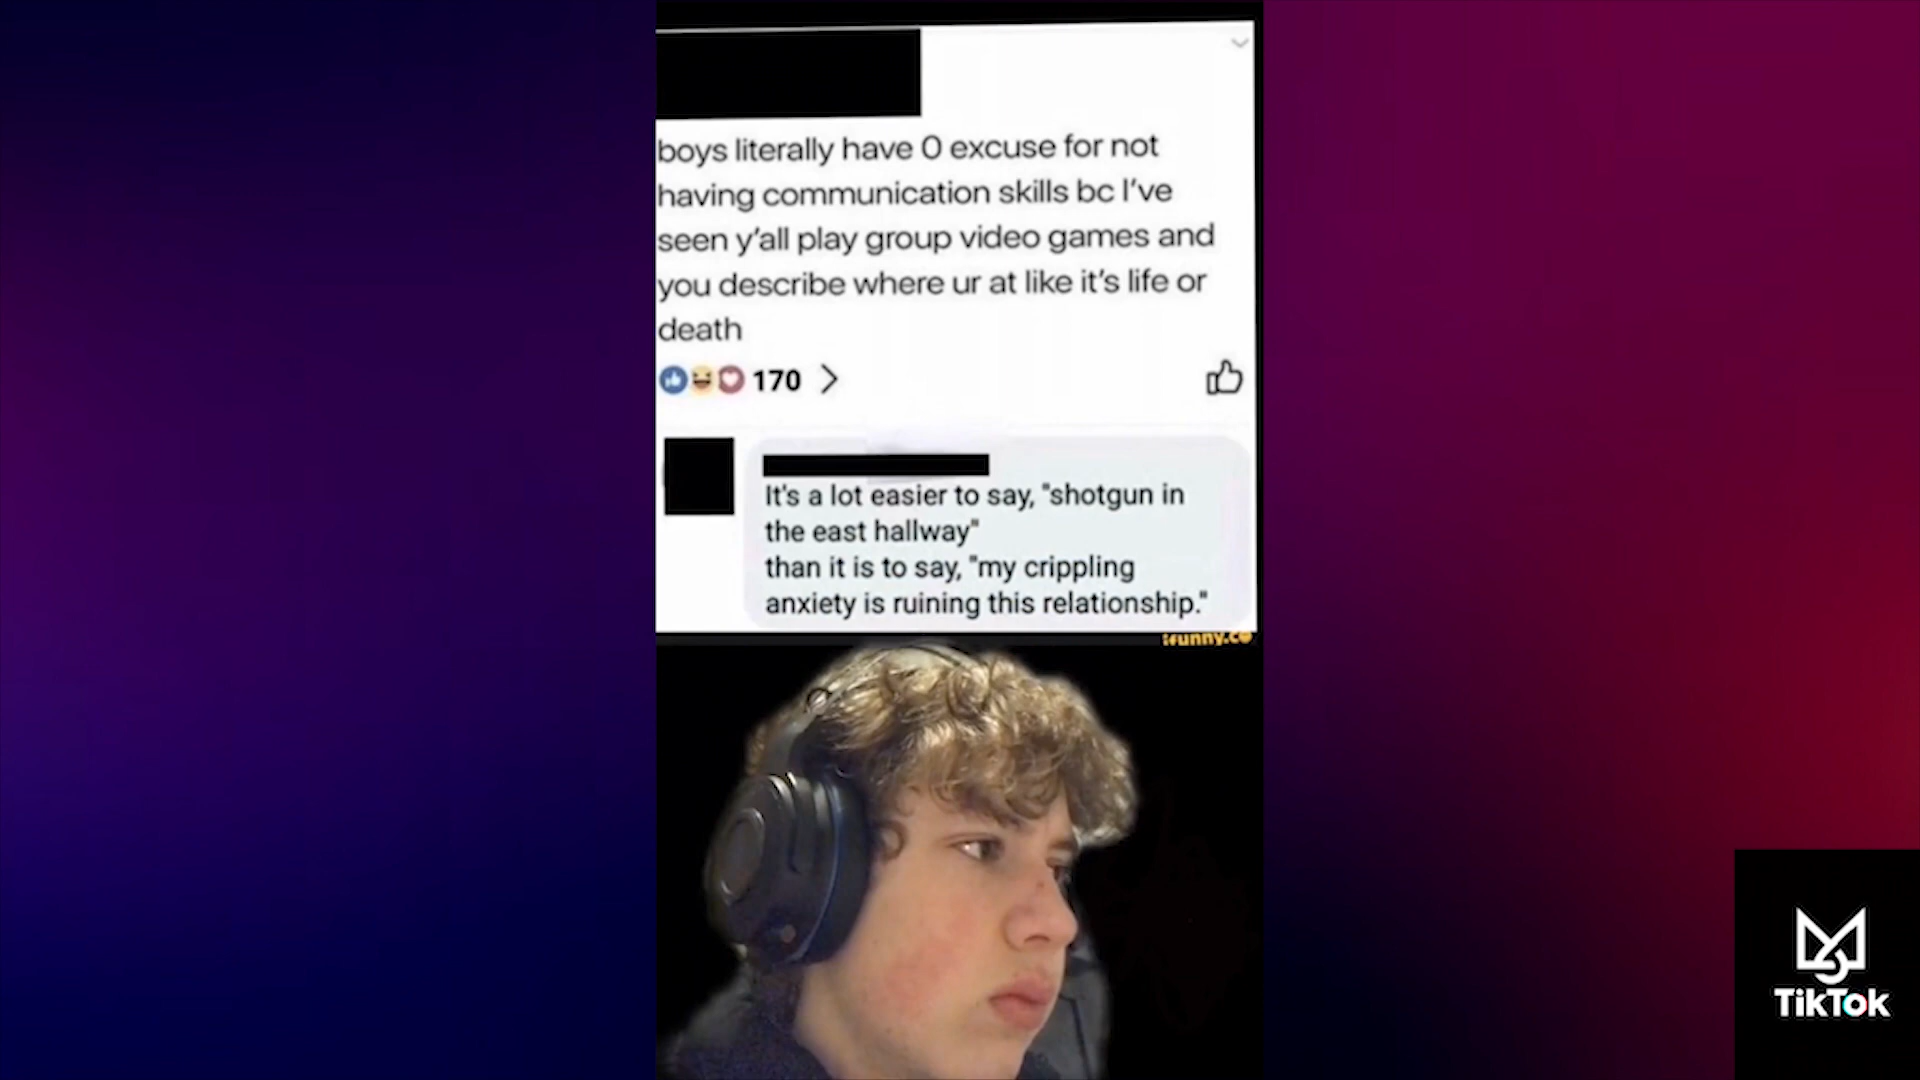 boys literally have 0 excuse for not
having communication skills bc I've
seen y'all play group video games and
you describe where ur at like it's life or
death
170
It's a lot easier to say, "shotgun in
the east hallway"
than it is to say, "my crippling
anxiety is ruining this relationship."
ifunny.co
TikTok